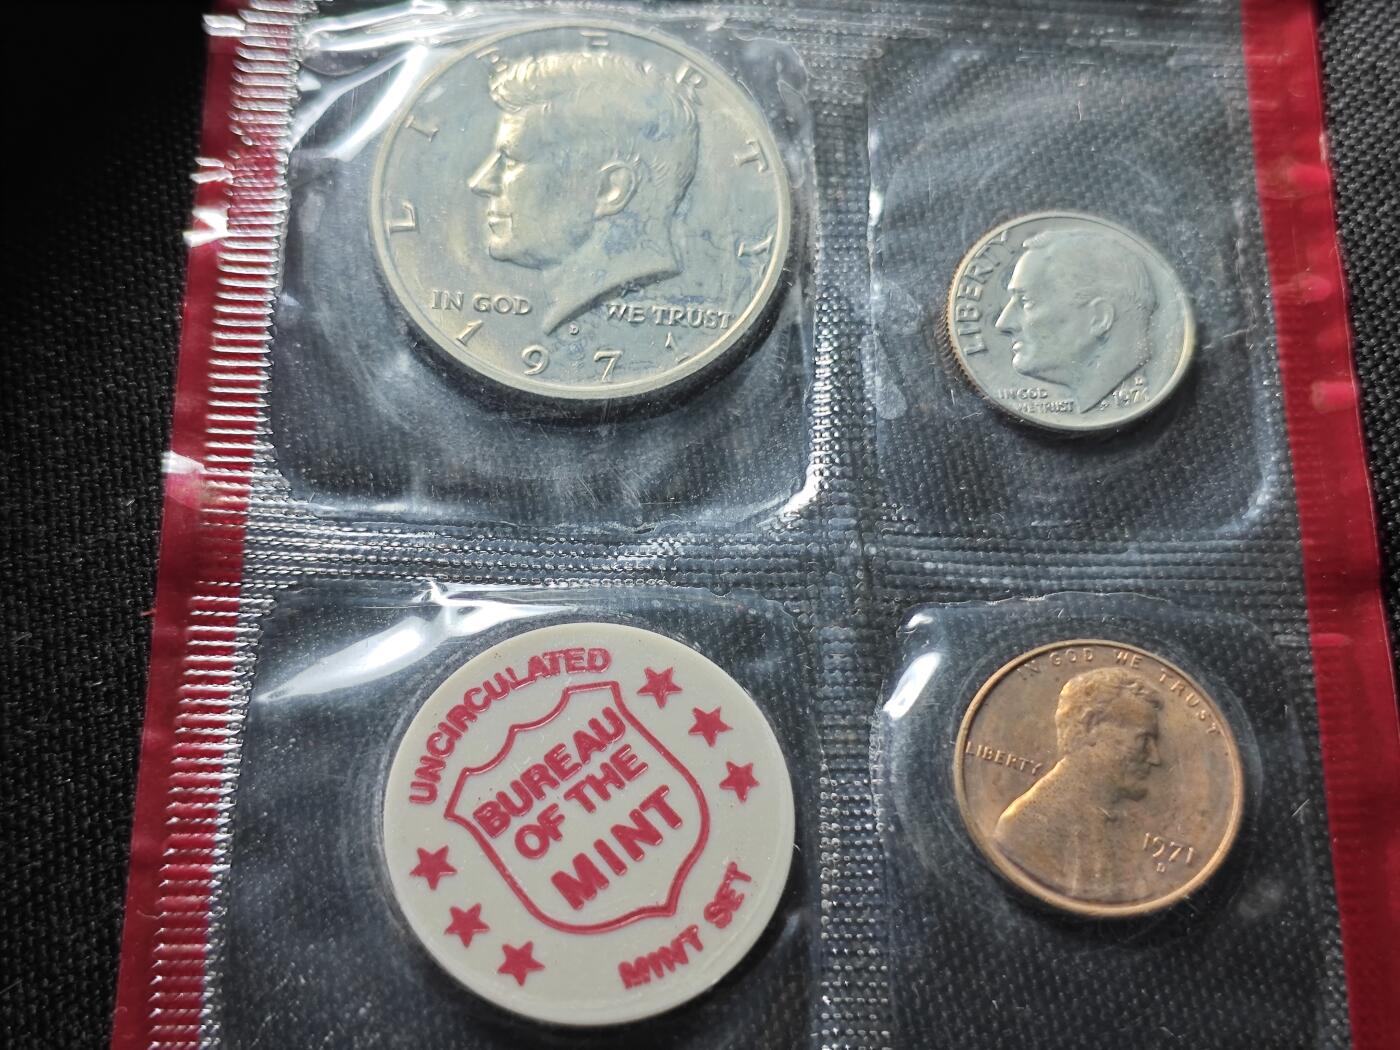 LIBERTY
IN GOD WE TRUST
D
1971
LIBERTY
IN GOD
WE TRUST
D
1971
UNCIRCULATED
BUREAU
OF THE
MINT
MINT SET
IN GOD WE TRUST
LIBERTY
1971
D